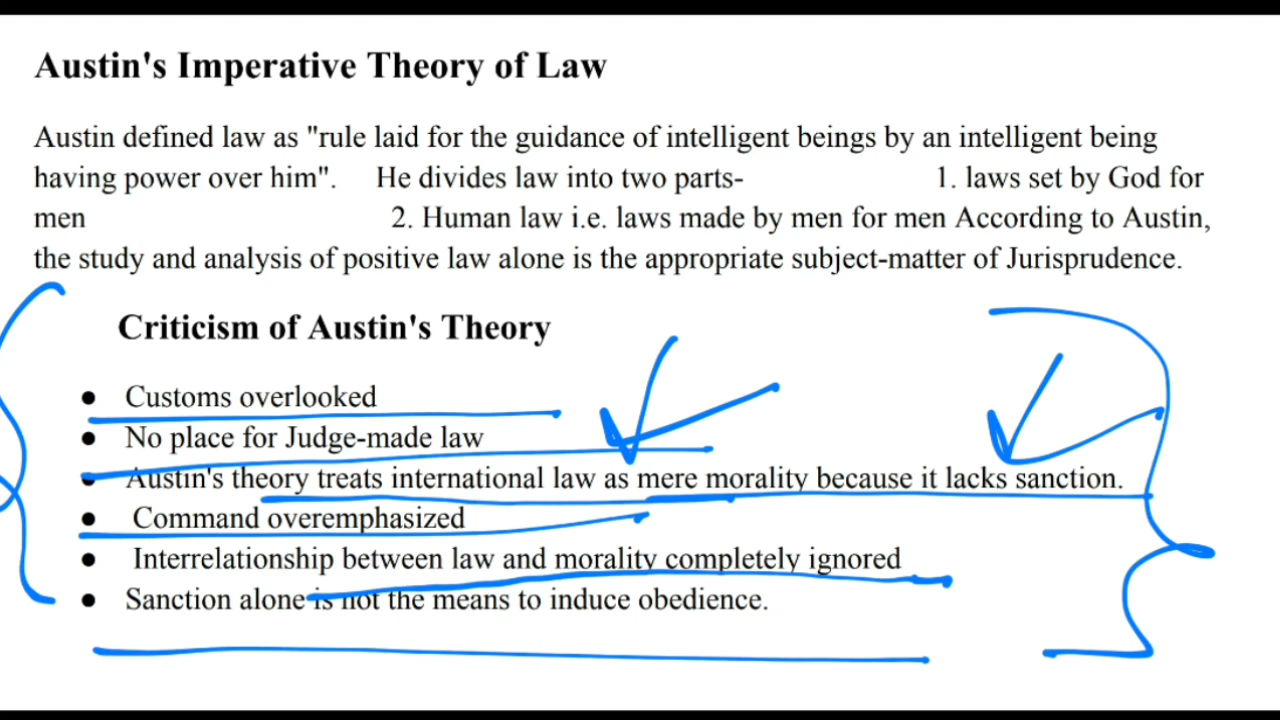 Austin's Imperative Theory of Law
Austin defined law as "rule laid for the guidance of intelligent beings by an intelligent being
having power over him". He divides law into two parts- 1. laws set by God for
men 2. Human law i.e. laws made by men for men According to Austin,
the study and analysis of positive law alone is the appropriate subject-matter of Jurisprudence.
Criticism of Austin's Theory
● Customs overlooked
● No place for Judge-made law
● Austin's theory treats international law as mere morality because it lacks sanction.
● Command overemphasized
● Interrelationship between law and morality completely ignored
● Sanction alone is not the means to induce obedience.